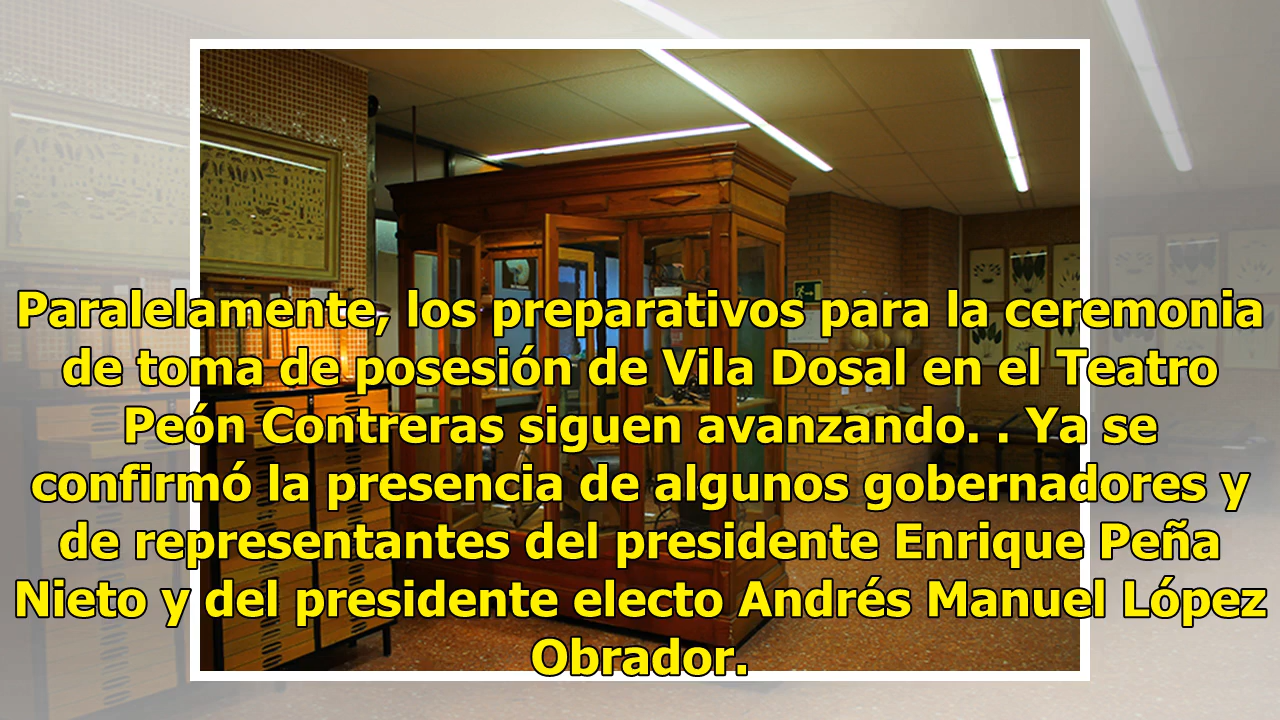 Paralelamente, los preparativos para la ceremonia
de toma de posesión de Vila Dosal en el Teatro
Peón Contreras siguen avanzando. . Ya se
confirmó la presencia de algunos gobernadores y
de representantes del presidente Enrique Peña
Nieto y del presidente electo Andrés Manuel López
Obrador.